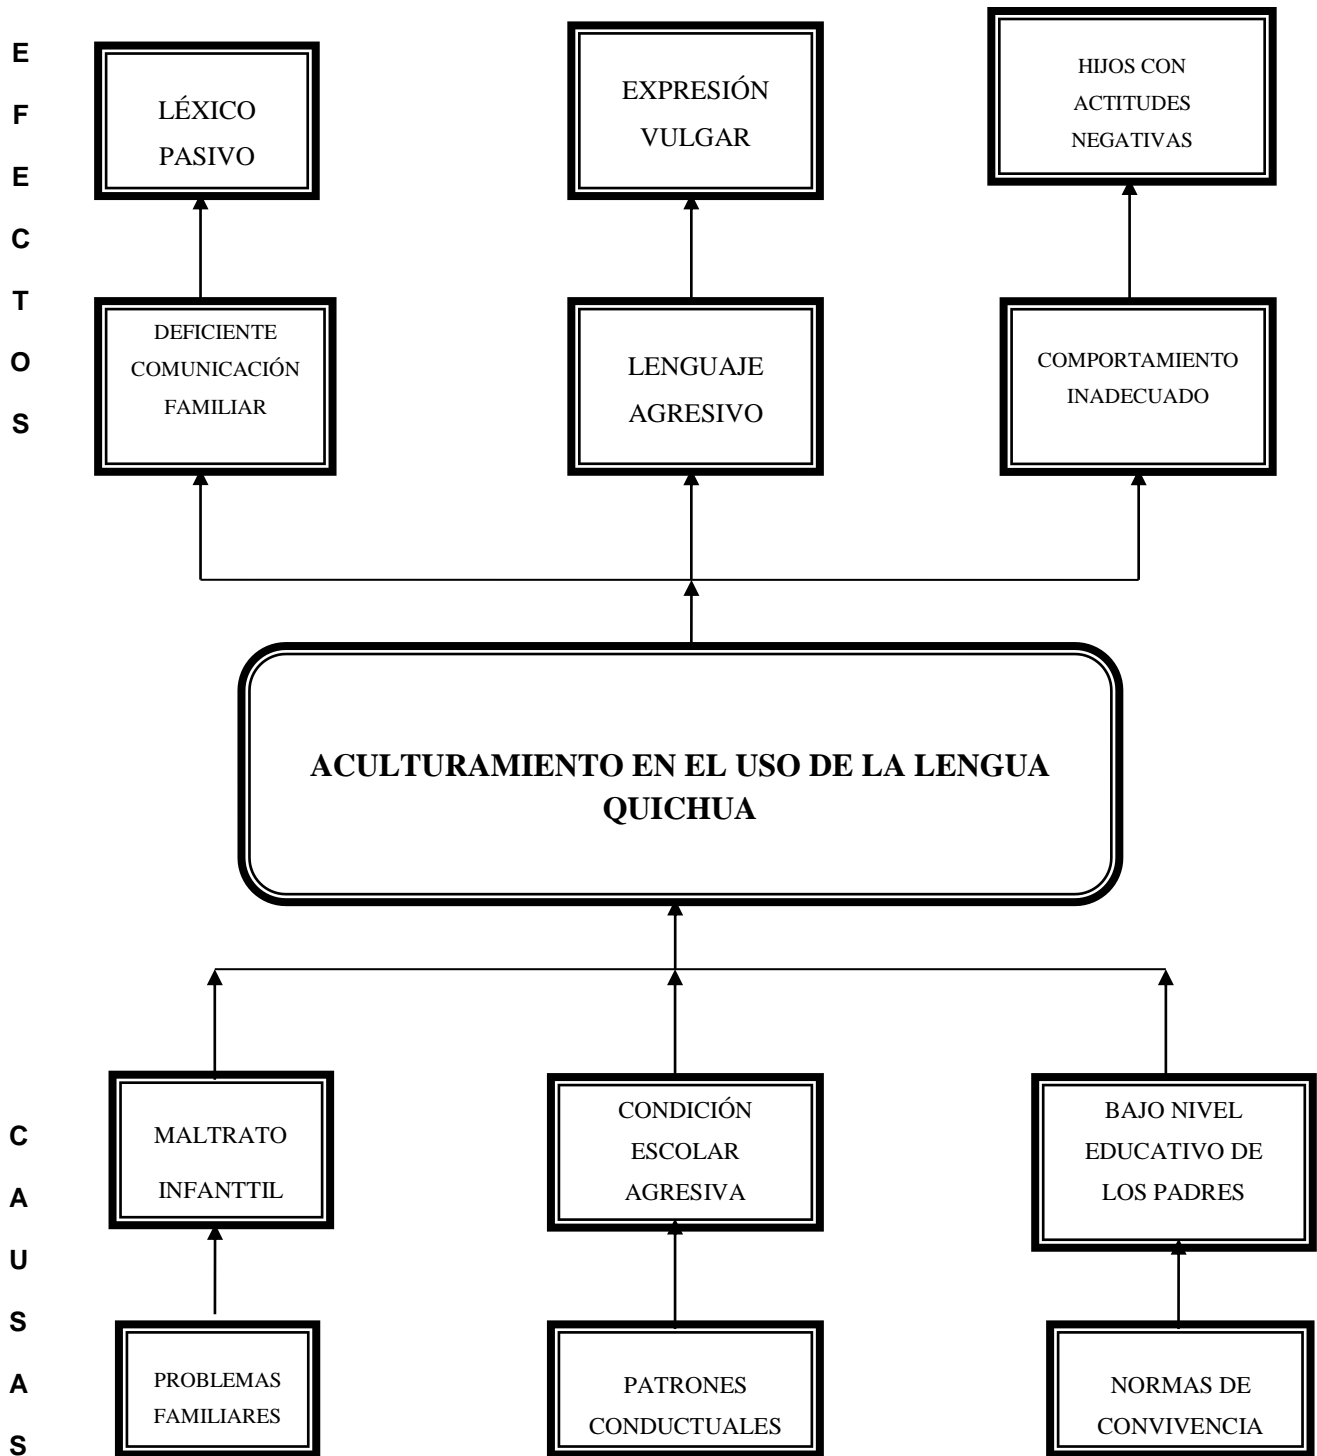 EFECTOS
LÉXICO
PASIVO
EXPRESIÓN
VULGAR
HIJOS CON
ACTITUDES
NEGATIVAS
DEFICIENTE
COMUNICACIÓN
FAMILIAR
LENGUAJE
AGRESIVO
COMPORTAMIENTO
INADECUADO
ACULTURAMIENTO EN EL USO DE LA LENGUA
QUICHUA
CAUSAS
MALTRATO
INFANTTIL
CONDICIÓN
ESCOLAR
AGRESIVA
BAJO NIVEL
EDUCATIVO DE
LOS PADRES
PROBLEMAS
FAMILIARES
PATRONES
CONDUCTUALES
NORMAS DE
CONVIVENCIA